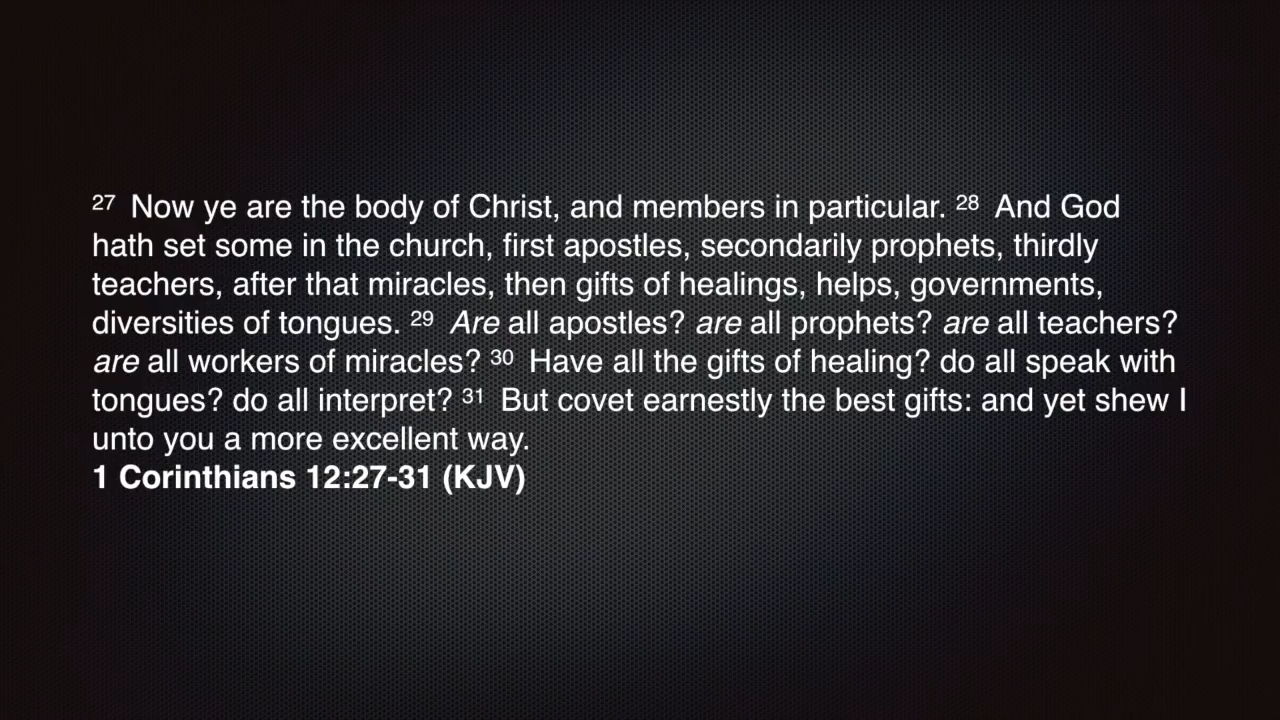 27 Now ye are the body of Christ, and members in particular. 28 And God
hath set some in the church, first apostles, secondarily prophets, thirdly
teachers, after that miracles, then gifts of healings, helps, governments,
diversities of tongues. 29 Are all apostles? are all prophets? are all teachers?
are all workers of miracles? 30 Have all the gifts of healing? do all speak with
tongues? do all interpret? 31 But covet earnestly the best gifts: and yet shew I
unto you a more excellent way.
1 Corinthians 12:27-31 (KJV)